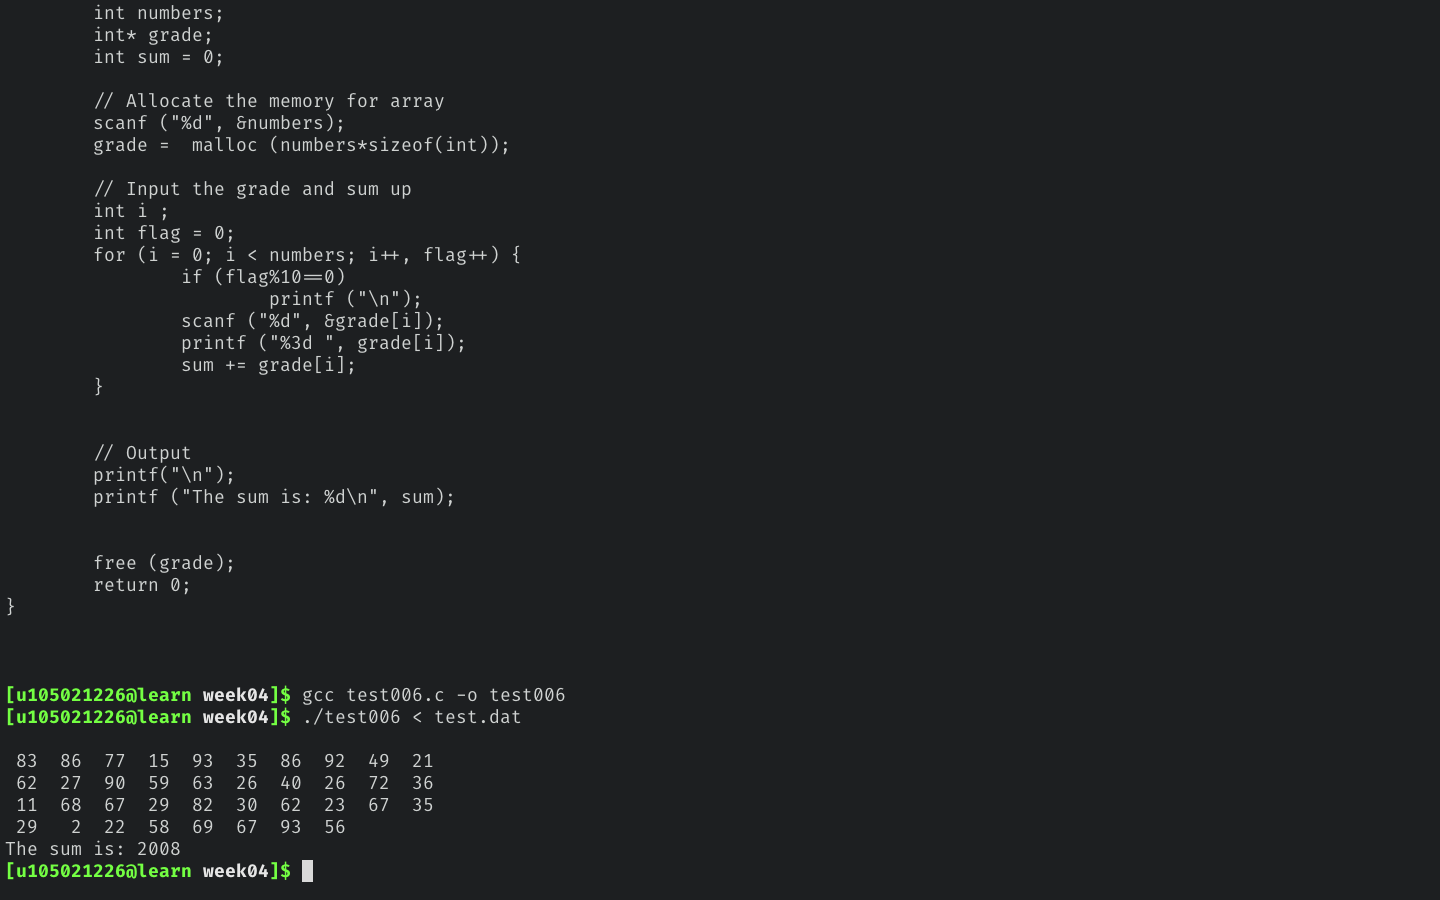 int numbers;
int* grade;
int sum = 0;
// Allocate the memory for array
scanf ("%d", &numbers);
grade =  malloc (numbers*sizeof(int));
// Input the grade and sum up
int i ;
int flag = 0;
for (i = 0; i < numbers; i++, flag++) {
if (flag%10==0)
printf ("\n");
scanf ("%d", &grade[i]);
printf ("%3d ", grade[i]);
sum += grade[i];
}
// Output
printf("\n");
printf ("The sum is: %d\n", sum);
free (grade);
return 0;
}
[u105021226@learn week04]$ gcc test006.c -o test006
[u105021226@learn week04]$ ./test006 < test.dat
83  86  77  15  93  35  86  92  49  21
62  27  90  59  63  26  40  26  72  36
11  68  67  29  82  30  62  23  67  35
29   2  22  58  69  67  93  56
The sum is: 2008
[u105021226@learn week04]$